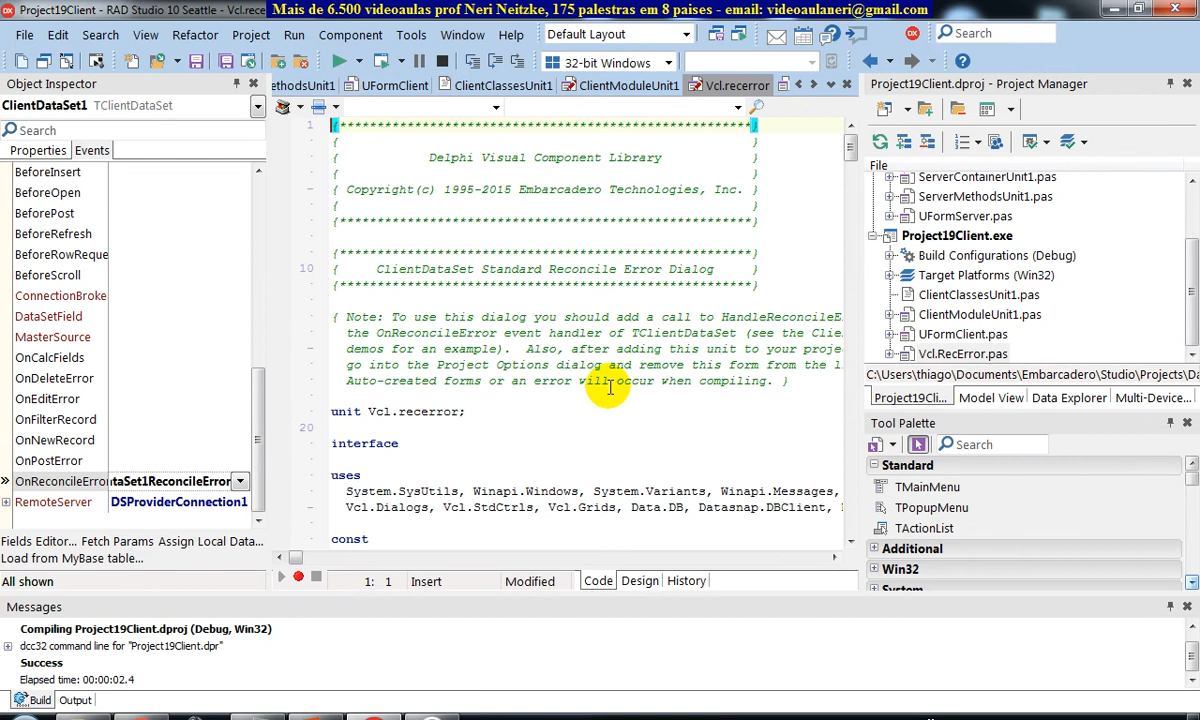 Project19Client - RAD Studio 10 Seattle - Vcl.rece
Mais de 6.500 videoaulas prof Neri Neitzke, 175 palestras em 8 paises - email: videoaulaneri@gmail.com
File Edit Search View Refactor Project Run Component Tools Window Help Default Layout Search
32-bit Windows
Object Inspector
ClientDataSet1 TClientDataSet
Search
Properties Events
BeforeInsert
BeforeOpen
BeforePost
BeforeRefresh
BeforeRowReque
BeforeScroll
ConnectionBroke
DataSetField
MasterSource
OnCalcFields
OnDeleteError
OnEditError
OnFilterRecord
OnNewRecord
OnPostError
OnReconcileErro taSet1ReconcileError
RemoteServer DSProviderConnection1
Fields Editor... Fetch Params Assign Local Data...
Load from MyBase table...
All shown
ethodsUnit1 UFormClient ClientClassesUnit1 ClientModuleUnit1 Vcl.recerror
1 {*******************************************************}
{ }
{ Delphi Visual Component Library }
{ }
{ Copyright(c) 1995-2015 Embarcadero Technologies, Inc. }
{ }
{*******************************************************}
{*******************************************************}
10 { ClientDataSet Standard Reconcile Error Dialog }
{*******************************************************}
{ Note: To use this dialog you should add a call to HandleReconcileE
the OnReconcileError event handler of TClientDataSet (see the Clie
demos for an example). Also, after adding this unit to your proje
go into the Project Options dialog and remove this form from the l
Auto-created forms or an error will occur when compiling. }
unit Vcl.recerror;
20
interface
uses
System.SysUtils, Winapi.Windows, System.Variants, Winapi.Messages,
Vcl.Dialogs, Vcl.StdCtrls, Vcl.Grids, Data.DB, Datasnap.DBClient,
const
1: 1 Insert Modified Code Design History
Project19Client.dproj - Project Manager
File
ServerContainerUnit1.pas
ServerMethodsUnit1.pas
UFormServer.pas
Project19Client.exe
Build Configurations (Debug)
Target Platforms (Win32)
ClientClassesUnit1.pas
ClientModuleUnit1.pas
UFormClient.pas
Vcl.RecError.pas
C:\Users\thiago\Documents\Embarcadero\Studio\Projects\Da
Project19Cli... Model View Data Explorer Multi-Device...
Tool Palette
Search
Standard
TMainMenu
TPopupMenu
TActionList
Additional
Win32
System
Messages
Compiling Project19Client.dproj (Debug, Win32)
dcc32 command line for "Project19Client.dpr"
Success
Elapsed time: 00:00:02.4
Build Output